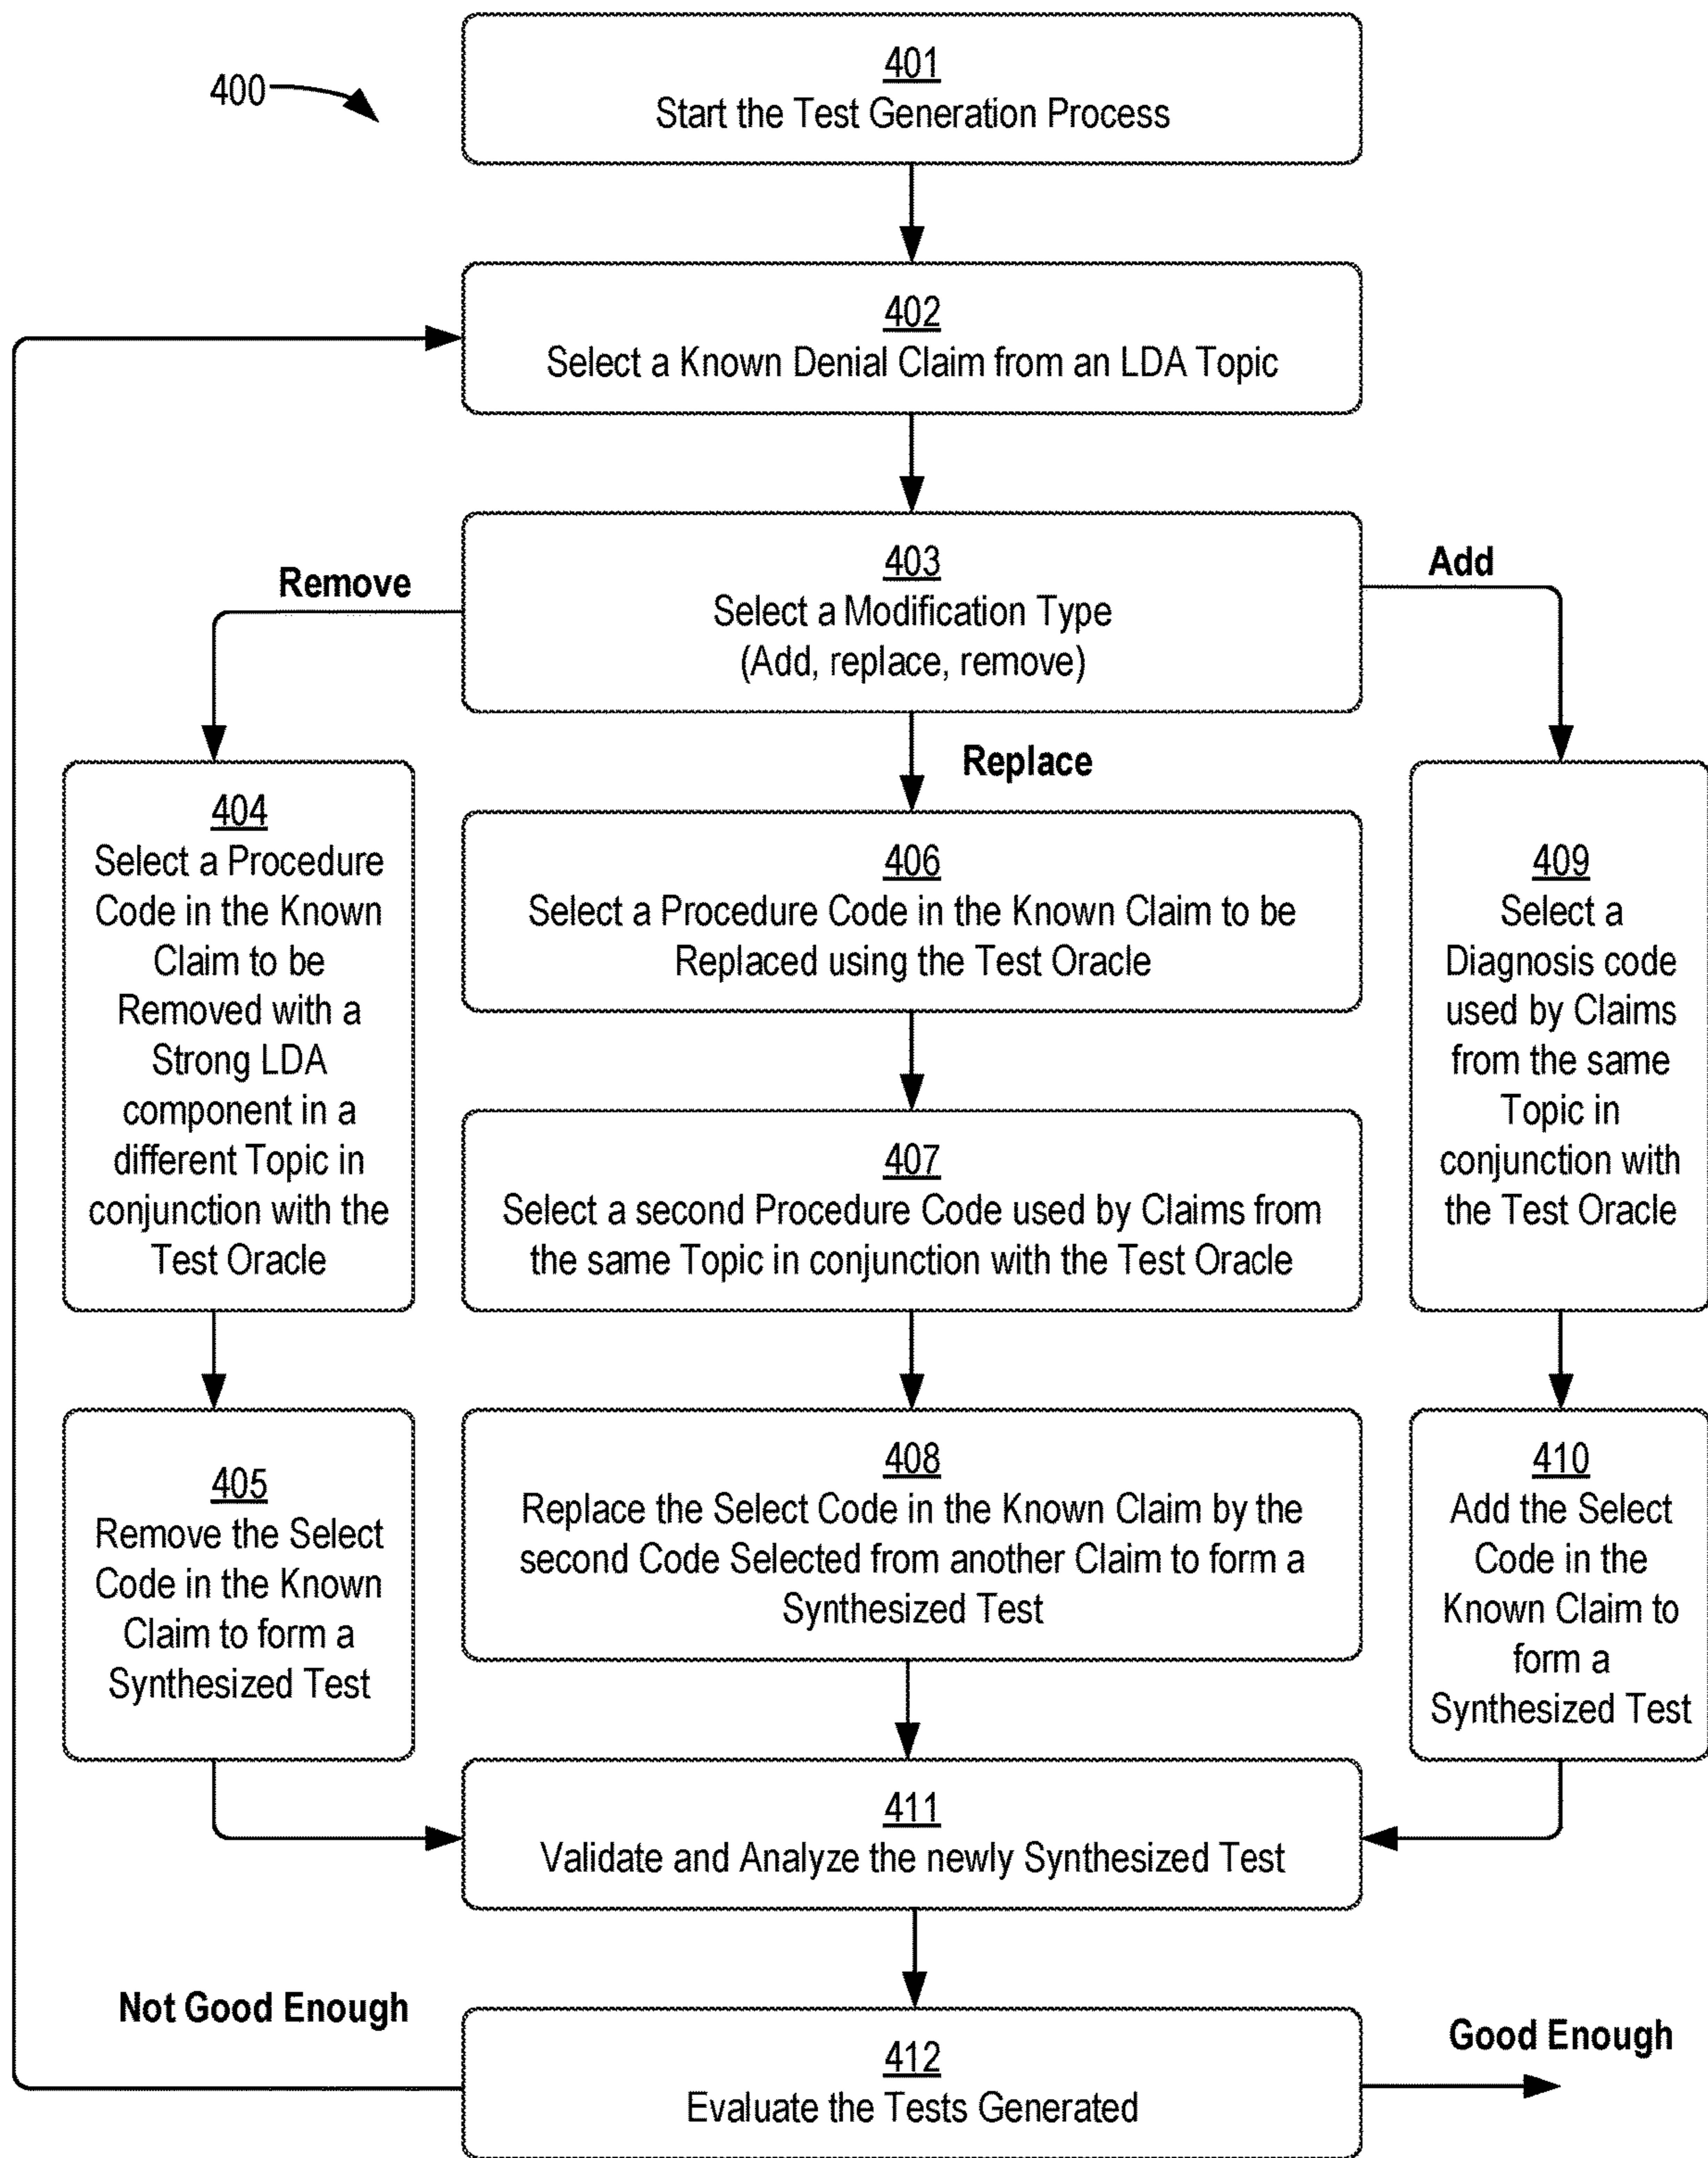 400
401
Start the Test Generation Process
402
Select a Known Denial Claim from an LDA Topic
403
Select a Modification Type
(Add, replace, remove)
Remove
Add
Replace
404
Select a Procedure
Code in the Known
Claim to be
Removed with a
Strong LDA
component in a
different Topic in
conjunction with the
Test Oracle
406
Select a Procedure Code in the Known Claim to be
Replaced using the Test Oracle
409
Select a
Diagnosis code
used by Claims
from the same
Topic in
conjunction with
the Test Oracle
407
Select a second Procedure Code used by Claims from
the same Topic in conjunction with the Test Oracle
405
Remove the Select
Code in the Known
Claim to form a
Synthesized Test
408
Replace the Select Code in the Known Claim by the
second Code Selected from another Claim to form a
Synthesized Test
410
Add the Select
Code in the
Known Claim to
form a
Synthesized Test
411
Validate and Analyze the newly Synthesized Test
Not Good Enough
Good Enough
412
Evaluate the Tests Generated